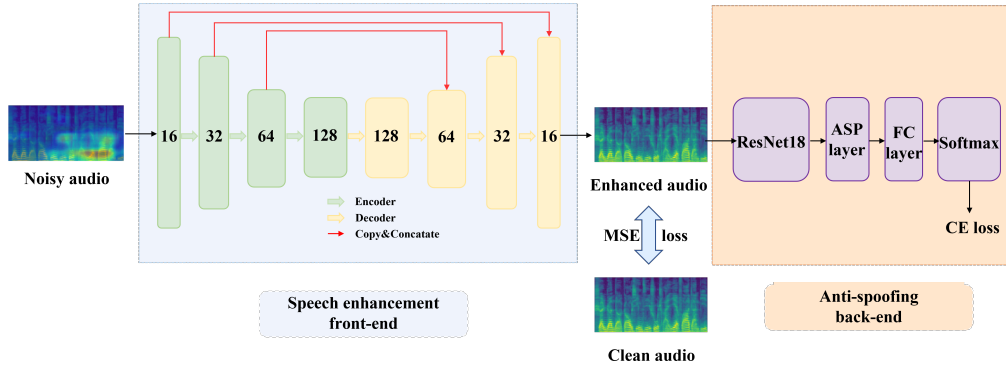 Noisy audio
16
32
64
128
128
64
32
16
Encoder
Decoder
Copy&Concatate
Speech enhancement
front-end
Enhanced audio
MSE loss
Clean audio
ResNet18
ASP
layer
FC
layer
Softmax
CE loss
Anti-spoofing
back-end